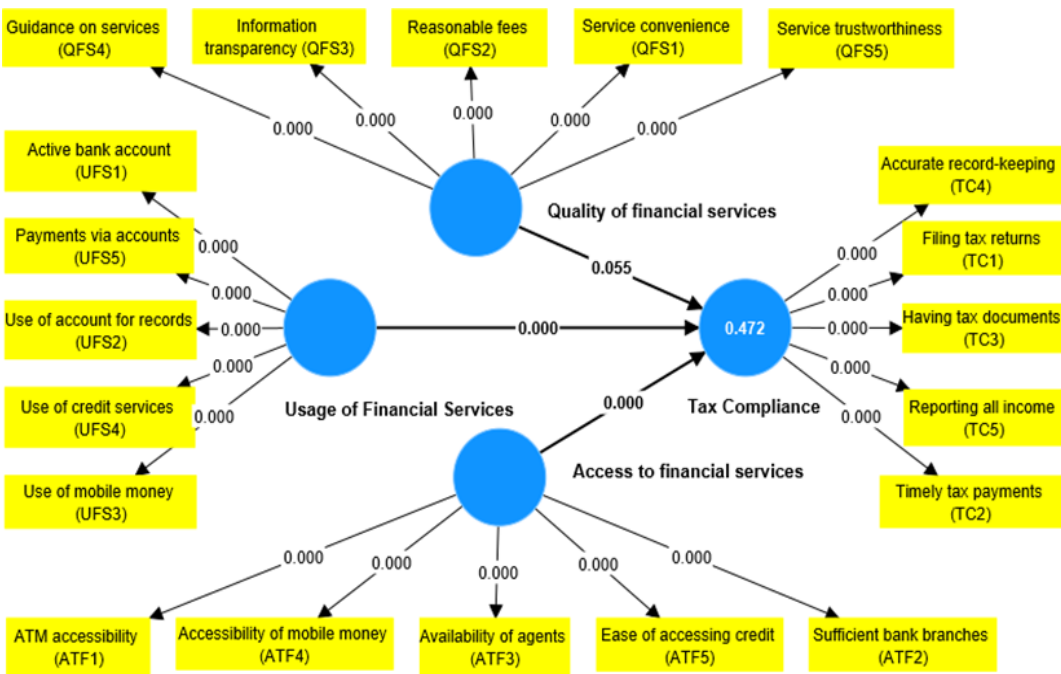 Guidance on services
(QFS4)
Information
transparency (QFS3)
Reasonable fees
(QFS2)
Service convenience
(QFS1)
Service trustworthiness
(QFS5)
0.000
0.000
0.000
0.000
0.000
Active bank account
(UFS1)
Payments via accounts
(UFS5)
Use of account for records
(UFS2)
Use of credit services
(UFS4)
Use of mobile money
(UFS3)
0.000
0.000
0.000
0.000
0.000
Quality of financial services
0.055
0.000
0.000
0.472
Usage of Financial Services
Tax Compliance
Access to financial services
Accurate record-keeping
(TC4)
Filing tax returns
(TC1)
Having tax documents
(TC3)
Reporting all income
(TC5)
Timely tax payments
(TC2)
0.000
0.000
0.000
0.000
0.000
0.000
0.000
0.000
0.000
0.000
ATM accessibility
(ATF1)
Accessibility of mobile money
(ATF4)
Availability of agents
(ATF3)
Ease of accessing credit
(ATF5)
Sufficient bank branches
(ATF2)